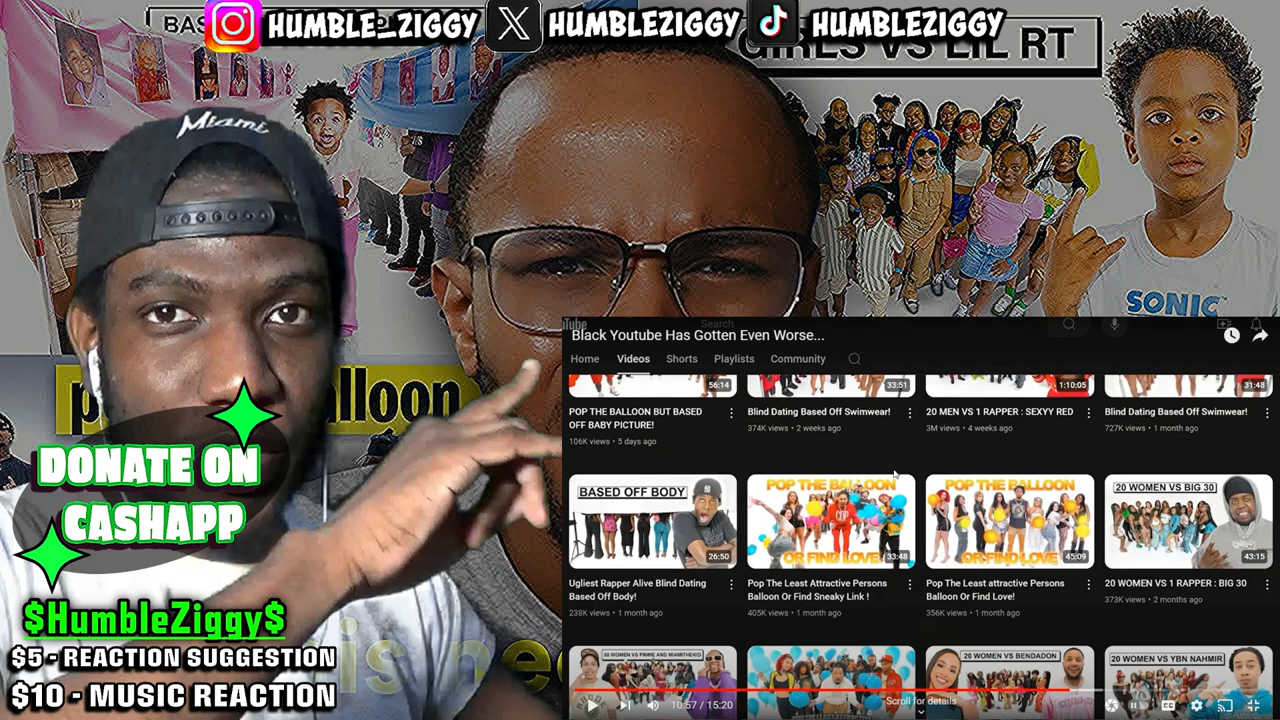 HUMBLE_ZIGGY
HUMBLEZIGGY
HUMBLEZIGGY
GIRLS VS LIL RT
Miami
SONIC
DONATE ON
CASHAPP
$HumbleZiggy$
$5 - REACTION SUGGESTION
$10 - MUSIC REACTION
Search
Black Youtube Has Gotten Even Worse...
Home Videos Shorts Playlists Community
56:14
33:51
1:10:05
31:48
POP THE BALLOON BUT BASED
OFF BABY PICTURE!
106K views • 5 days ago
Blind Dating Based Off Swimwear!
374K views • 2 weeks ago
20 MEN VS 1 RAPPER : SEXYY RED
3M views • 4 weeks ago
Blind Dating Based Off Swimwear!
727K views • 1 month ago
BASED OFF BODY
26:50
POP THE BALLOON
OR FIND LOVE
33:48
POP THE BALLOON
OR FIND LOVE
45:09
20 WOMEN VS BIG 30
43:15
Ugliest Rapper Alive Blind Dating
Based Off Body!
238K views • 1 month ago
Pop The Least Attractive Persons
Balloon Or Find Sneaky Link !
405K views • 1 month ago
Pop The Least attractive Persons
Balloon Or Find Love!
356K views • 1 month ago
20 WOMEN VS 1 RAPPER : BIG 30
373K views • 2 months ago
20 WOMEN VS BENDADON
20 WOMEN VS YBN NAHMIR
10:57 / 15:20
Scroll for details